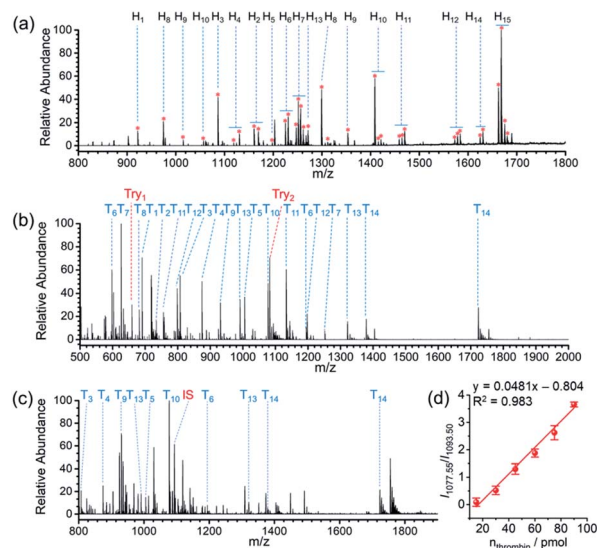 (a)
H1 H8 H9 H10 H3 H4 H2 H5 H6 H7 H13 H8 H9 H10 H11 H12 H14 H15
Relative Abundance
100
80
60
40
20
0
800 1000 1200 1400 1600 1800
m/z
(b)
Try1 Try2
T6 T7 T8 T1 T2 T11 T12 T3 T4 T9 T13 T5 T10 T11 T6 T12 T7 T13 T14 T14
Relative Abundance
100
80
60
40
20
0
500 600 700 800 900 1000 1100 1200 1300 1400 1500 1600 1700 1800 1900 2000
m/z
(c)
T3 T4 T9 T13 T5 T10 IS T6 T13 T14 T14
Relative Abundance
100
80
60
40
20
0
800 1000 1200 1400 1600 1800
m/z
(d)
y = 0.0481x – 0.804
R² = 0.983
I1077.55/I1093.50
4
3
2
1
0
20 40 60 80 100
nthrombin / pmol